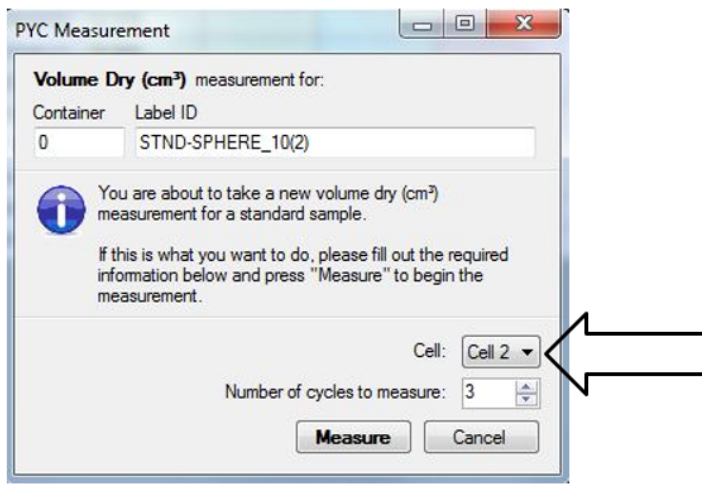 PYC Measurement
Volume Dry (cm³) measurement for:
Container Label ID
0 STND-SPHERE_10(2)
You are about to take a new volume dry (cm³)
measurement for a standard sample.
If this is what you want to do, please fill out the required
information below and press "Measure" to begin the
measurement.
Cell: Cell 2
Number of cycles to measure: 3
Measure Cancel